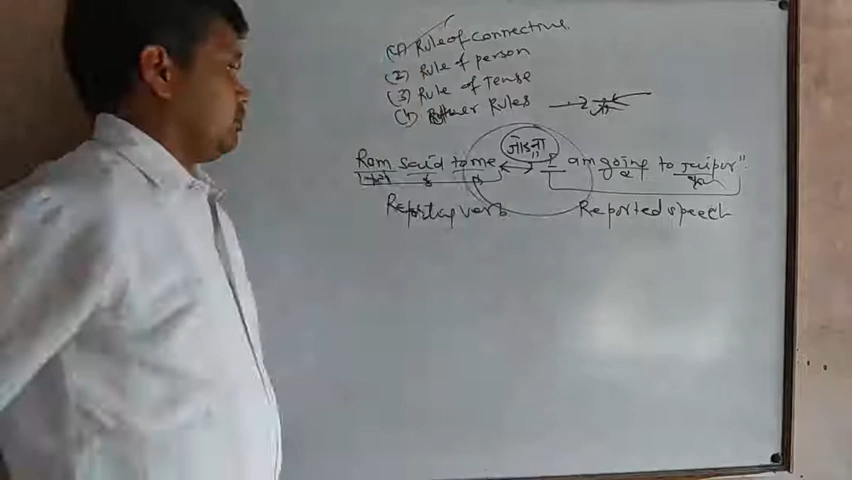 (1) Rule of connective.
(2) Rule of person
(3) Rule of Tense
(4) other Rules
जोडना
Ram said to me " I am going to Jaipur".
Reporting verb Reported speech